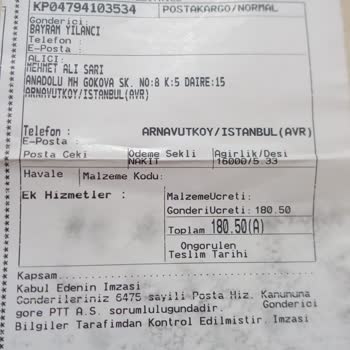 KP04794103534 POSTAKARGO/NORMAL
Gonderici:
BAYRAM YILANCI
Telefon :
E-Posta :
ALICI:
MEHMET ALI SARI
ANADOLU MH GOKOVA SK. NO:8 K:5 DAIRE:15
ARNAVUTKOY/ISTANBUL(AVR)
Telefon : ARNAVUTKOY/ISTANBUL(AVR)
E-Posta :
Posta Ceki Odeme Sekli Agirlik/Desi
NAKIT 16000/5.33
Havale Malzeme Kodu:
Ek Hizmetler : MalzemeUcreti:
GonderiUcreti: 180.50
Toplam 180.50(A)
Ongorulen
Teslim Tarihi
Kapsam
Kabul Edenin Imzasi
Gonderileriniz 6475 sayili Posta Hiz. Kanununa
Gonderici
gore PTT A.S. sorumlulugundadir.
Bilgiler Tarafimdan Kontrol Edilmistir. Imzasi